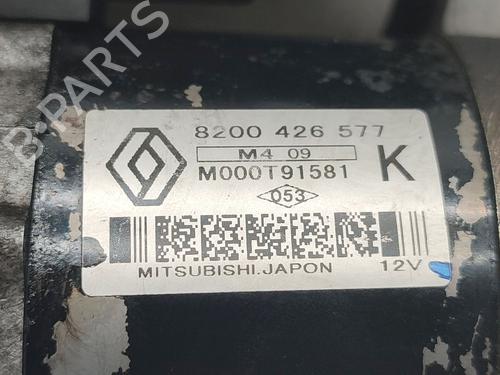 8200 426 577
M4 09
M000T91581 K
053
MITSUBISHI.JAPON 12V
B-PARTS